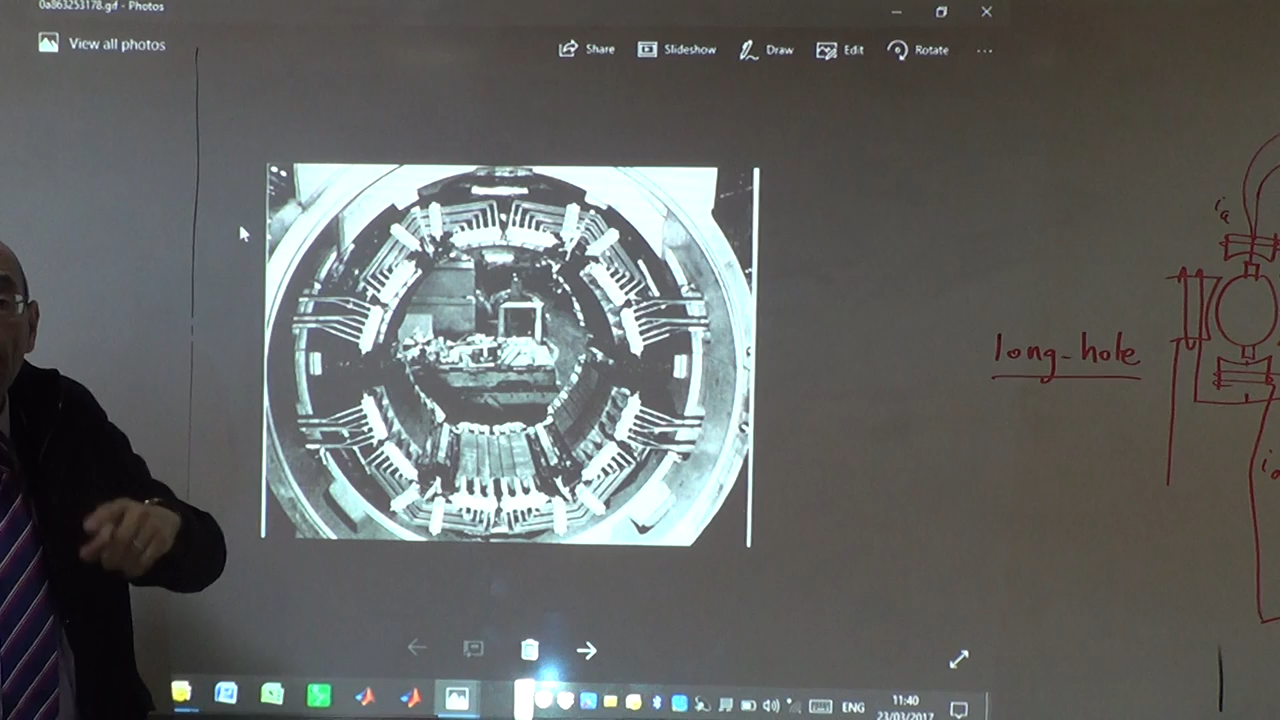 0a863253178.gif - Photos
View all photos
Share
Slideshow
Draw
Edit
Rotate
long-hole
ia
ENG
11:40
23/03/2017